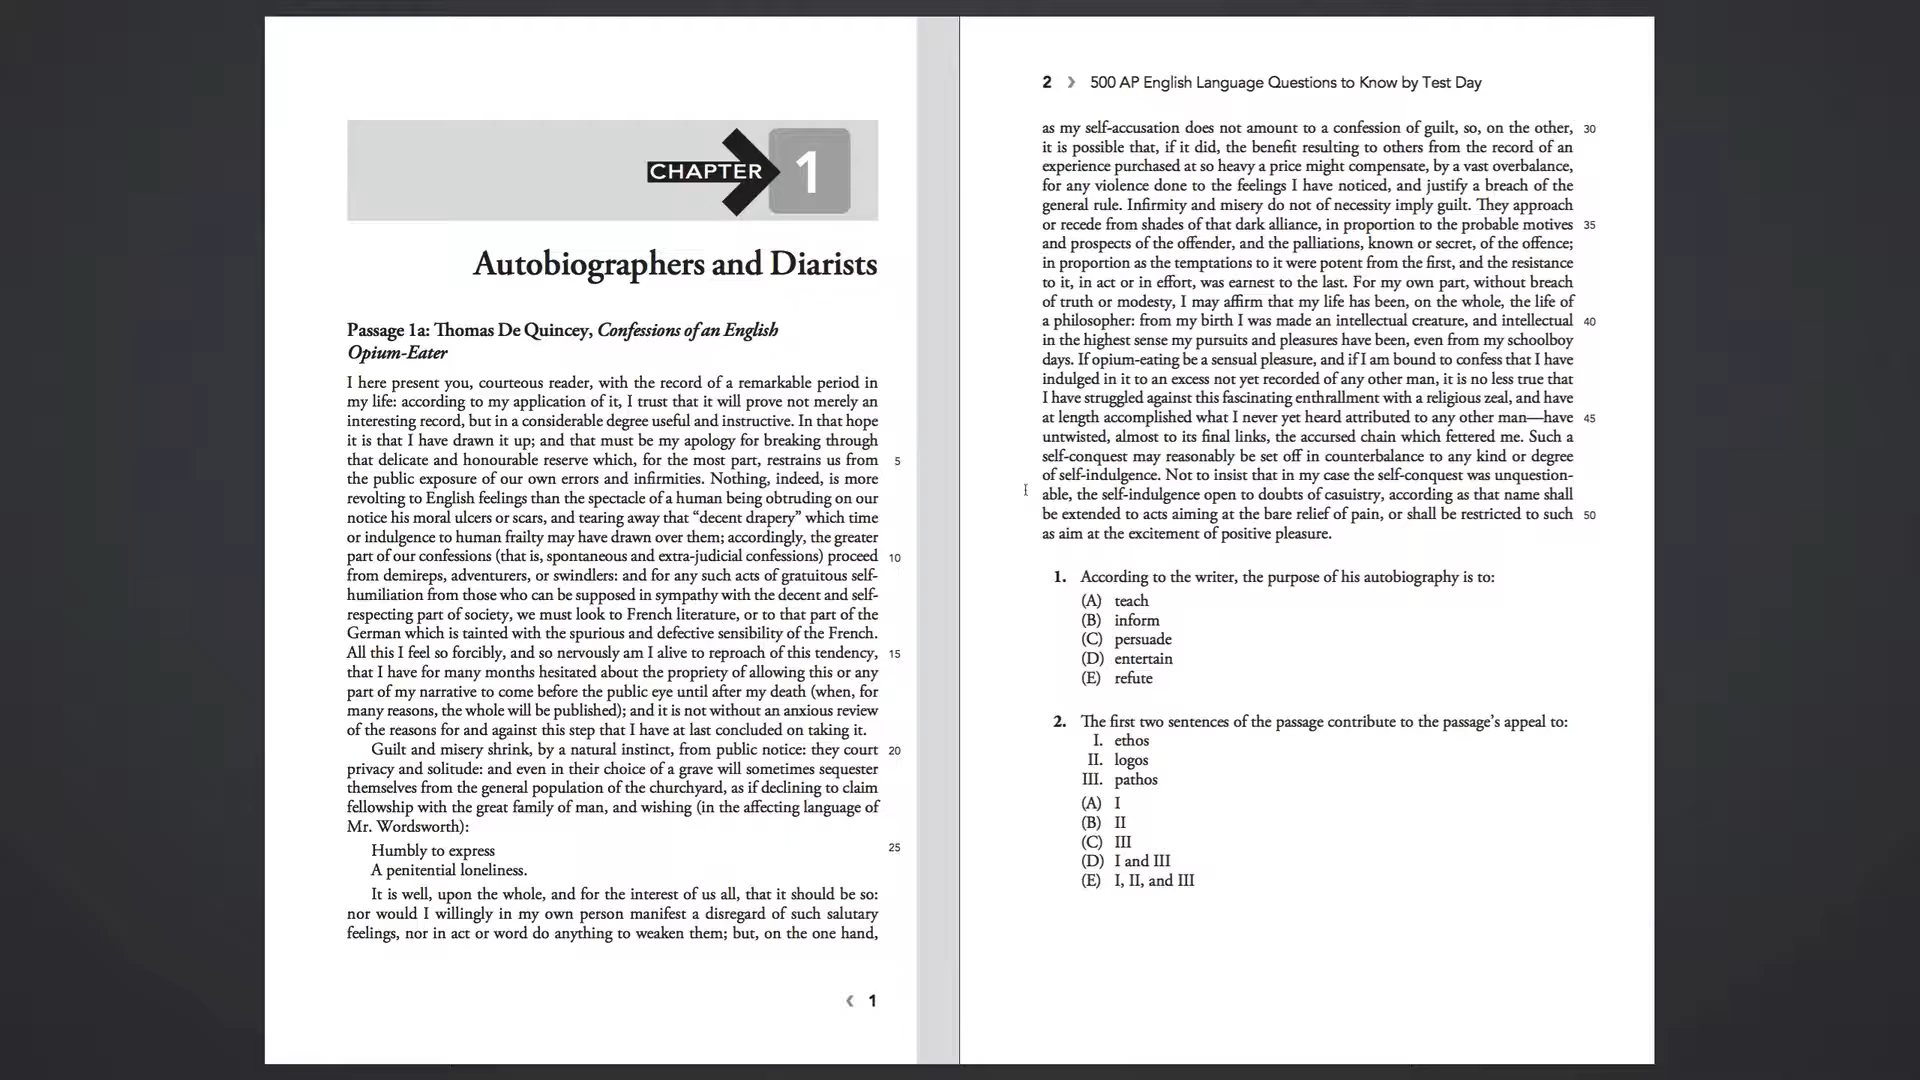 CHAPTER 1
Autobiographers and Diarists
Passage 1a: Thomas De Quincey, Confessions of an English
Opium-Eater
I here present you, courteous reader, with the record of a remarkable period in
my life: according to my application of it, I trust that it will prove not merely an
interesting record, but in a considerable degree useful and instructive. In that hope
it is that I have drawn it up; and that must be my apology for breaking through
that delicate and honourable reserve which, for the most part, restrains us from 5
the public exposure of our own errors and infirmities. Nothing, indeed, is more
revolting to English feelings than the spectacle of a human being obtruding on our
notice his moral ulcers or scars, and tearing away that “decent drapery” which time
or indulgence to human frailty may have drawn over them; accordingly, the greater
part of our confessions (that is, spontaneous and extra-judicial confessions) proceed 10
from demireps, adventurers, or swindlers: and for any such acts of gratuitous self-
humiliation from those who can be supposed in sympathy with the decent and self-
respecting part of society, we must look to French literature, or to that part of the
German which is tainted with the spurious and defective sensibility of the French.
All this I feel so forcibly, and so nervously am I alive to reproach of this tendency, 15
that I have for many months hesitated about the propriety of allowing this or any
part of my narrative to come before the public eye until after my death (when, for
many reasons, the whole will be published); and it is not without an anxious review
of the reasons for and against this step that I have at last concluded on taking it.
Guilt and misery shrink, by a natural instinct, from public notice: they court 20
privacy and solitude: and even in their choice of a grave will sometimes sequester
themselves from the general population of the churchyard, as if declining to claim
fellowship with the great family of man, and wishing (in the affecting language of
Mr. Wordsworth):
Humbly to express 25
A penitential loneliness.
It is well, upon the whole, and for the interest of us all, that it should be so:
nor would I willingly in my own person manifest a disregard of such salutary
feelings, nor in act or word do anything to weaken them; but, on the one hand,
‹ 1
2 › 500 AP English Language Questions to Know by Test Day
as my self-accusation does not amount to a confession of guilt, so, on the other, 30
it is possible that, if it did, the benefit resulting to others from the record of an
experience purchased at so heavy a price might compensate, by a vast overbalance,
for any violence done to the feelings I have noticed, and justify a breach of the
general rule. Infirmity and misery do not of necessity imply guilt. They approach
or recede from shades of that dark alliance, in proportion to the probable motives 35
and prospects of the offender, and the palliations, known or secret, of the offence;
in proportion as the temptations to it were potent from the first, and the resistance
to it, in act or in effort, was earnest to the last. For my own part, without breach
of truth or modesty, I may affirm that my life has been, on the whole, the life of
a philosopher: from my birth I was made an intellectual creature, and intellectual 40
in the highest sense my pursuits and pleasures have been, even from my schoolboy
days. If opium-eating be a sensual pleasure, and if I am bound to confess that I have
indulged in it to an excess not yet recorded of any other man, it is no less true that
I have struggled against this fascinating enthrallment with a religious zeal, and have
at length accomplished what I never yet heard attributed to any other man—have 45
untwisted, almost to its final links, the accursed chain which fettered me. Such a
self-conquest may reasonably be set off in counterbalance to any kind or degree
of self-indulgence. Not to insist that in my case the self-conquest was unquestion-
able, the self-indulgence open to doubts of casuistry, according as that name shall
be extended to acts aiming at the bare relief of pain, or shall be restricted to such 50
as aim at the excitement of positive pleasure.
1. According to the writer, the purpose of his autobiography is to:
(A) teach
(B) inform
(C) persuade
(D) entertain
(E) refute
2. The first two sentences of the passage contribute to the passage’s appeal to:
I. ethos
II. logos
III. pathos
(A) I
(B) II
(C) III
(D) I and III
(E) I, II, and III